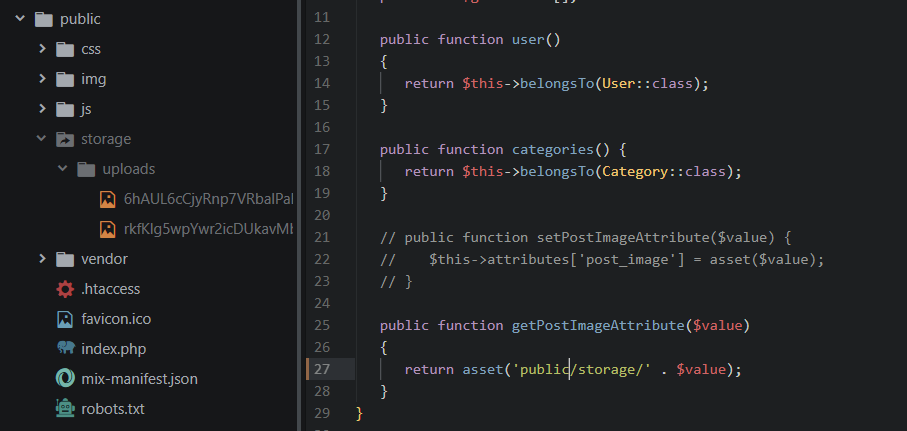 public
css
img
js
storage
uploads
6hAUL6cCjyRnp7VRbaIPal
rkfKlg5wpYwr2icDUkavMb
vendor
.htaccess
favicon.ico
index.php
mix-manifest.json
robots.txt
11
12 public function user()
13 {
14 return $this->belongsTo(User::class);
15 }
16
17 public function categories() {
18 return $this->belongsTo(Category::class);
19 }
20
21 // public function setPostImageAttribute($value) {
22 // $this->attributes['post_image'] = asset($value);
23 // }
24
25 public function getPostImageAttribute($value)
26 {
27 return asset('public/storage/' . $value);
28 }
29 }